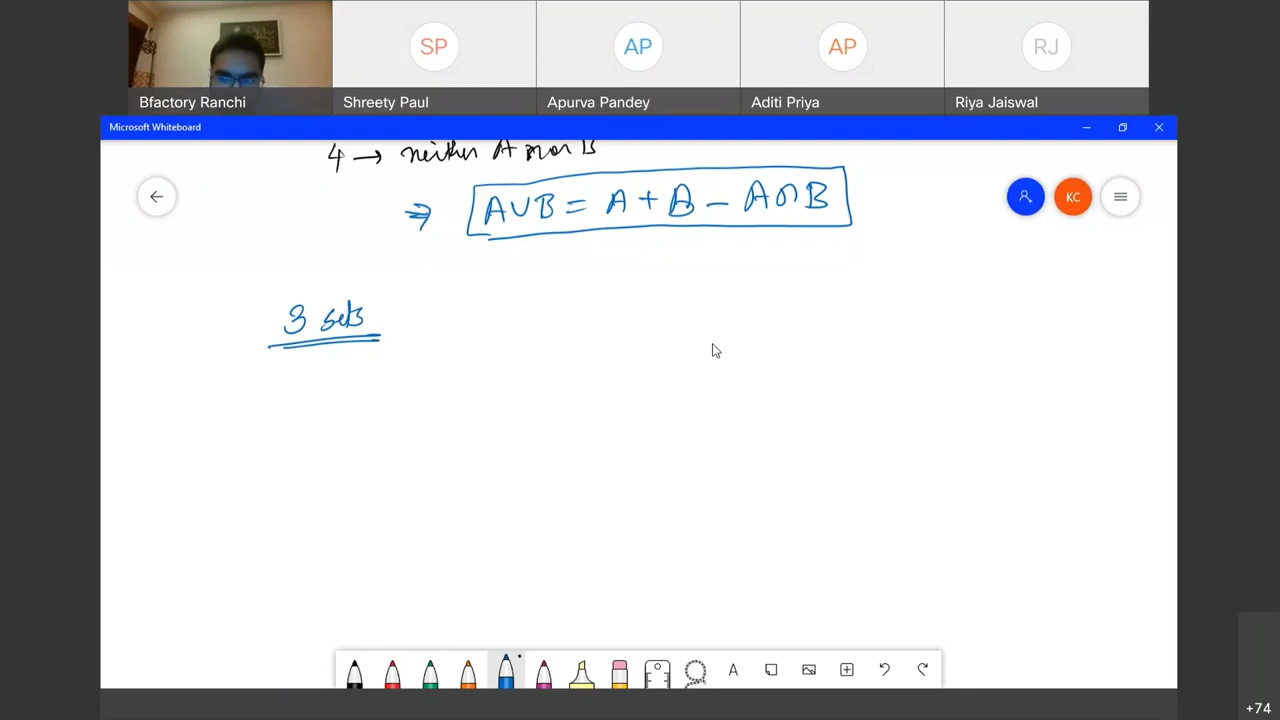 SP
AP
AP
RJ
Bfactory Ranchi
Shreety Paul
Apurva Pandey
Aditi Priya
Riya Jaiswal
Microsoft Whiteboard
4 → neither A nor B
⇒ A∪B = A + B − A∩B
KC
3 sets
A
+74